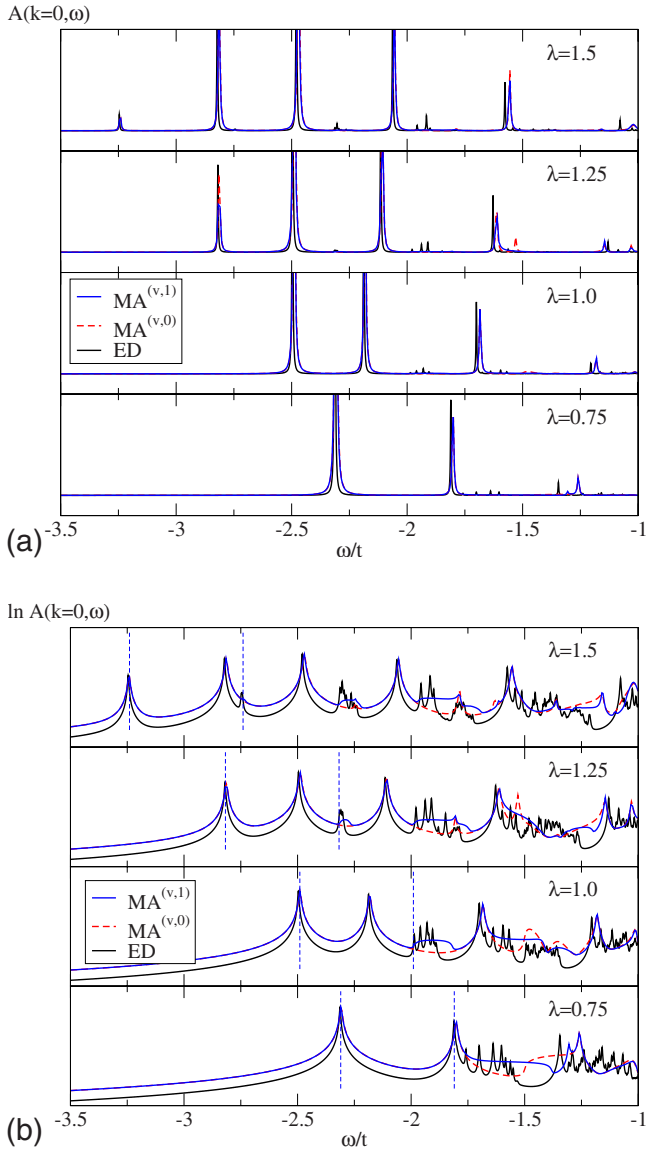 A(k=0,ω)
λ=1.5
λ=1.25
MA(v,1)
MA(v,0)
ED
λ=1.0
λ=0.75
-3.5 -3 -2.5 -2 -1.5 -1
(a)
ω/t
ln A(k=0,ω)
λ=1.5
λ=1.25
MA(v,1)
MA(v,0)
ED
λ=1.0
λ=0.75
-3.5 -3 -2.5 -2 -1.5 -1
(b)
ω/t